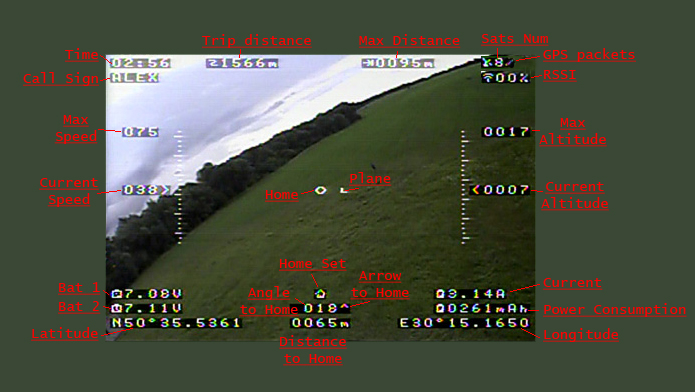 Trip distance
Max Distance
Sats Num
Time
02:56
1566m
0095m
8
GPS packets
Call Sign
ALEX
00%
RSSI
Max
Speed
075
0017
Max
Altitude
Current
Speed
038
Home
Plane
0007
Current
Altitude
Home Set
Bat 1
7.08V
Angle
to Home
Arrow
to Home
3.14A
Current
Bat 2
7.11V
018°
0261mAh
Power Consumption
Latitude
N50°35.5361
0065m
E30°15.1650
Longitude
Distance
to Home